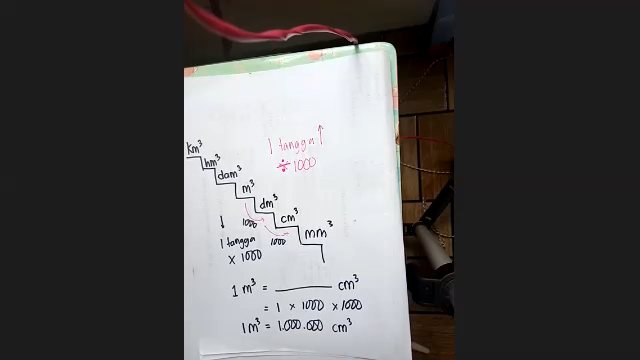 km³
hm³
dam³
m³
dm³
cm³
mm³
1 tangga ↑
÷ 1000
1000
1000
↓
1 tangga
x 1000
1 m³ = ______ cm³
= 1 x 1000 x 1000
1 m³ = 1.000.000 cm³